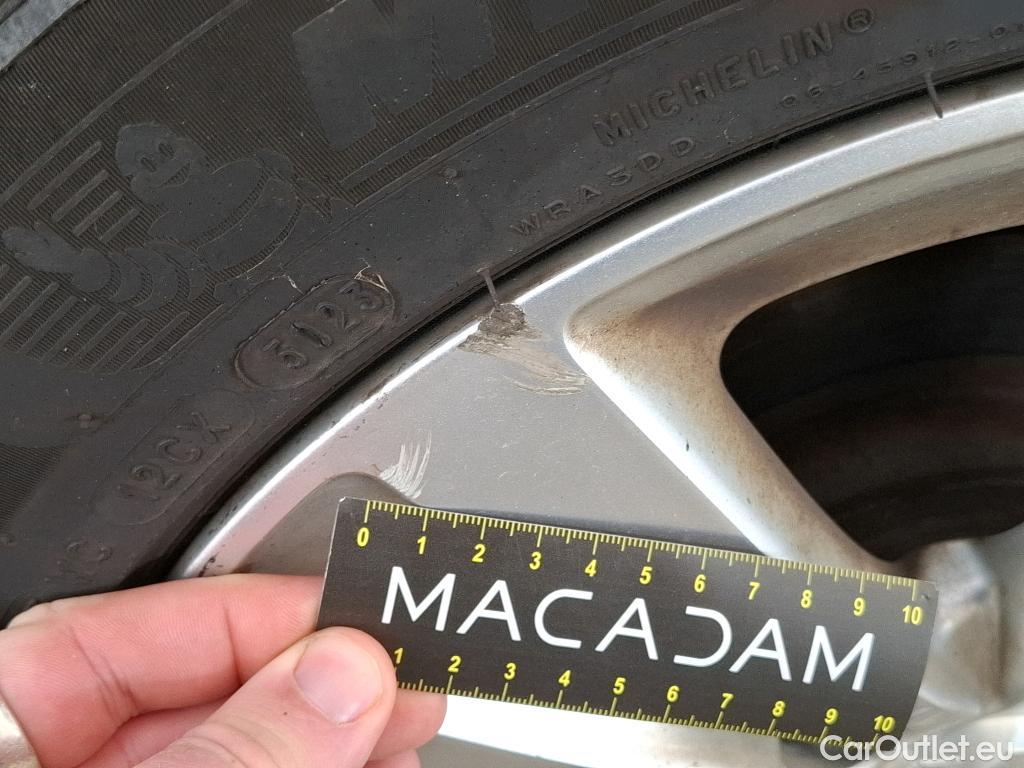 MICHELIN®
WRA3DD
3123
12CX
0 1 2 3 4 5 6 7 8 9 10
MACADAM
1 2 3 4 5 6 7 8 9 10
CarOutlet.eu